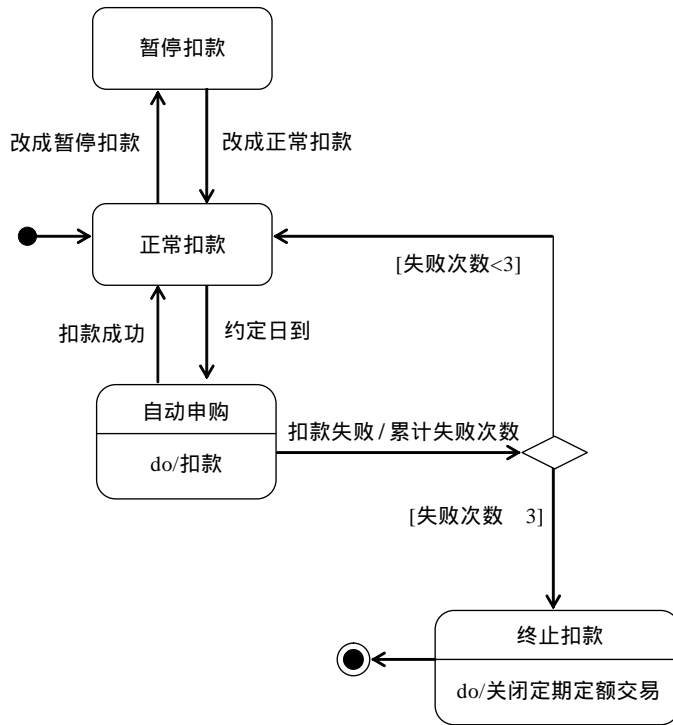 暂停扣款
改成暂停扣款
改成正常扣款
正常扣款
[失败次数<3]
扣款成功
约定日到
自动申购
do/扣款
扣款失败/累计失败次数
[失败次数 3]
终止扣款
do/关闭定期定额交易